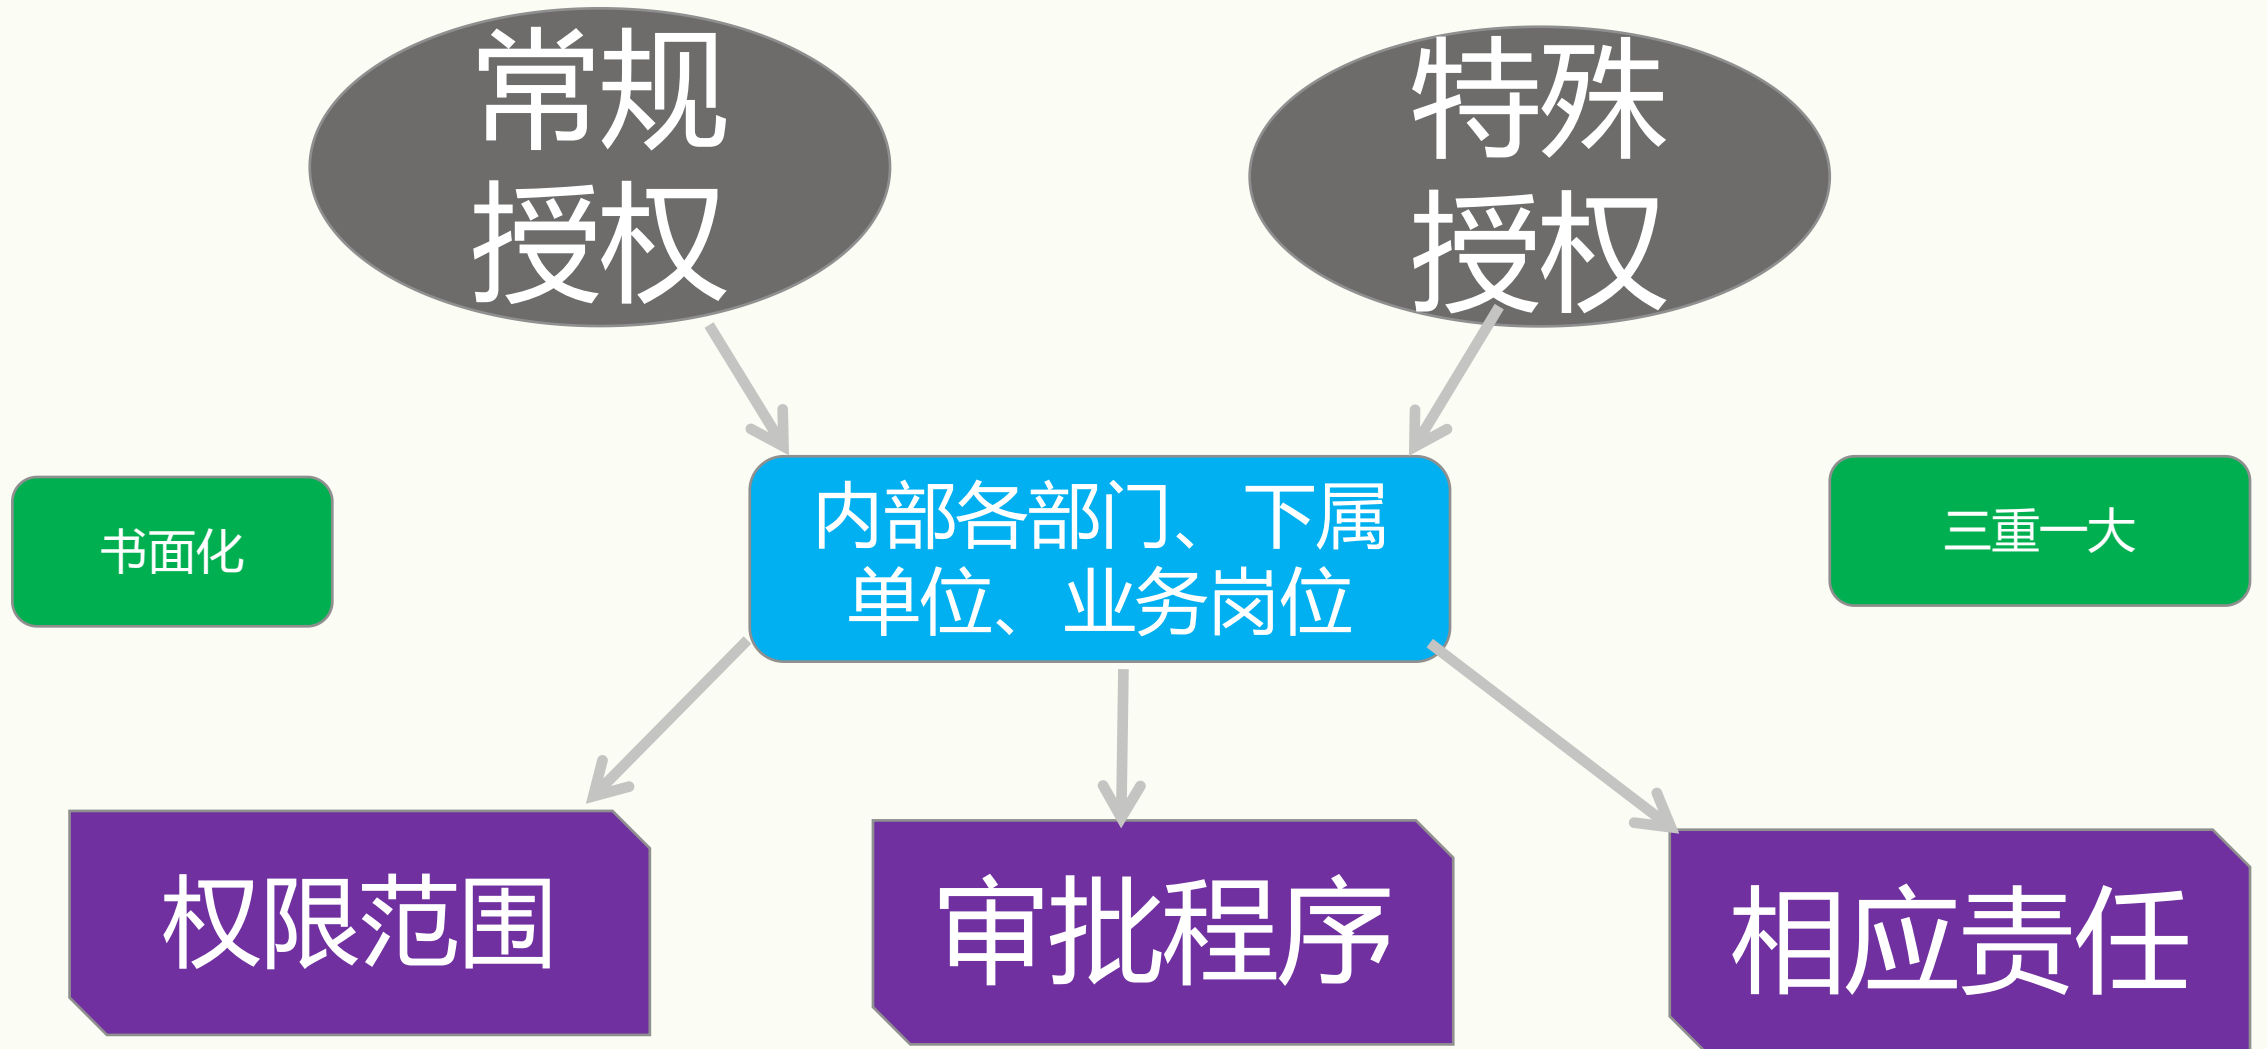 常规
授权
特殊
授权
书面化
内部各部门、下属
单位、业务岗位
三重一大
权限范围
审批程序
相应责任